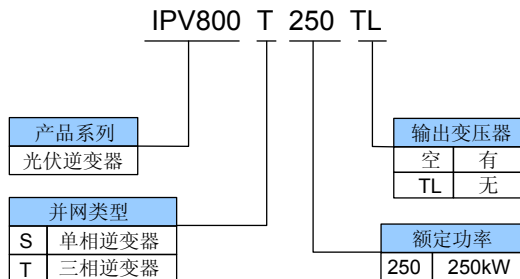 IPV800 T 250 TL
产品系列
光伏逆变器
并网类型
S 单相逆变器
T 三相逆变器
输出变压器
空 有
TL 无
额定功率
250 250kW